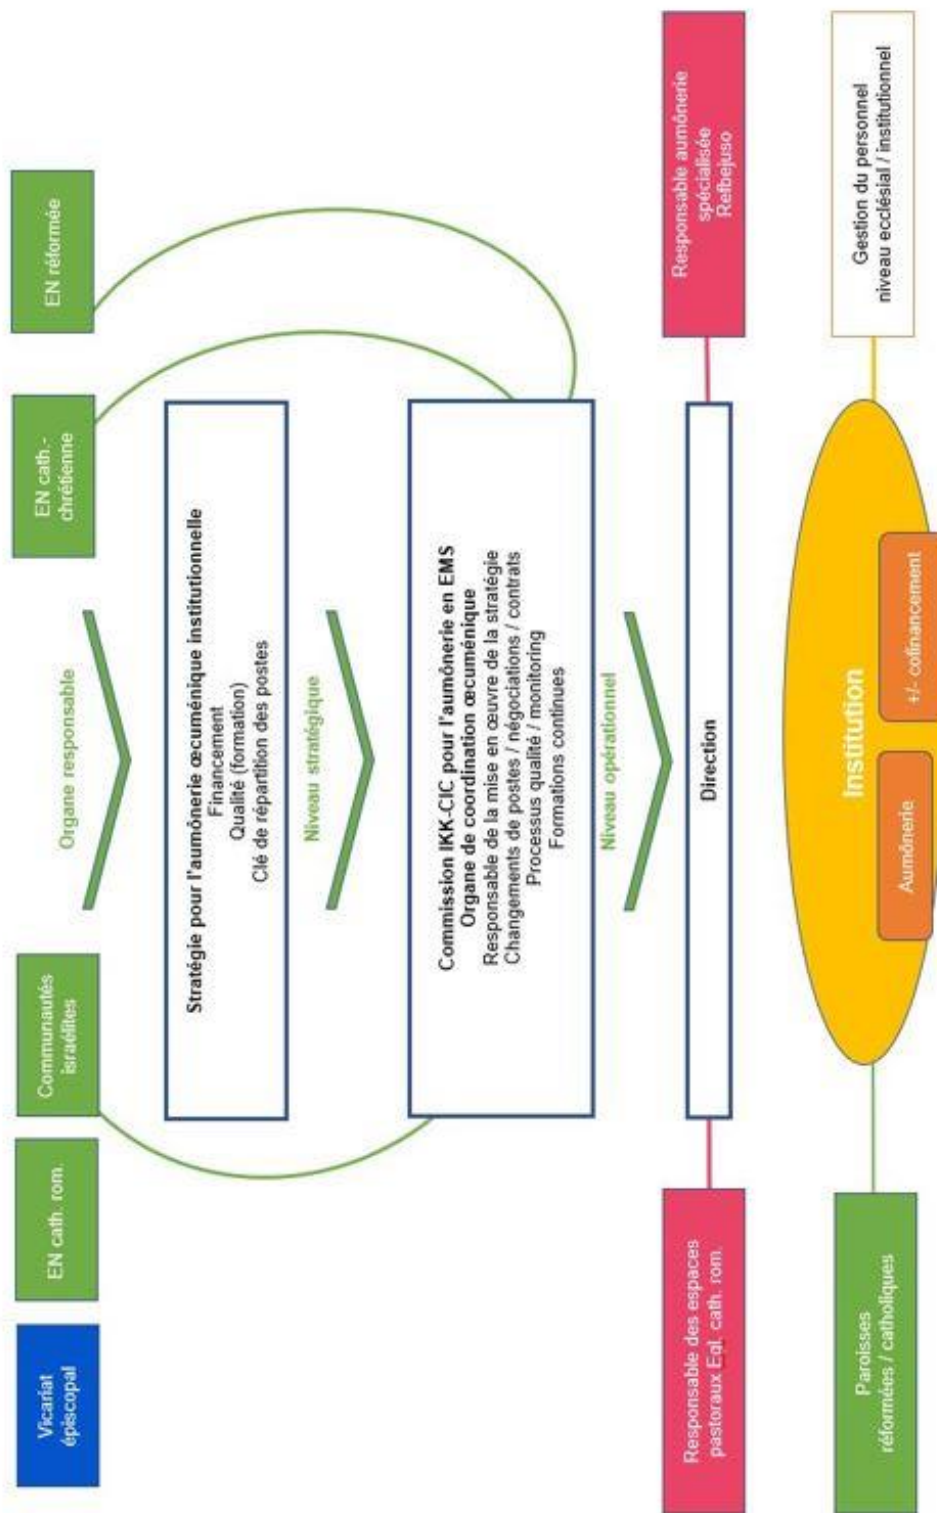 Vicariat
épiscopal
EN cath. rom.
Communautés
israélites
EN cath.-
chrétienne
EN réformée
Organe responsable
Stratégie pour l'aumônerie œcuménique institutionnelle
Financement
Qualité (formation)
Clé de répartition des postes
Niveau stratégique
Commission IKK-CIC pour l'aumônerie en EMS
Organe de coordination œcuménique
Responsable de la mise en œuvre de la stratégie
Changements de postes / négociations / contrats
Processus qualité / monitoring
Formations continues
Niveau opérationnel
Responsable des espaces
pastoraux Egl. cath. rom.
Direction
Responsable aumônerie
spécialisée
Refbejuso
Paroisses
réformées / catholiques
Institution
Aumônerie
+/- cofinancement
Gestion du personnel
niveau ecclésial / institutionnel